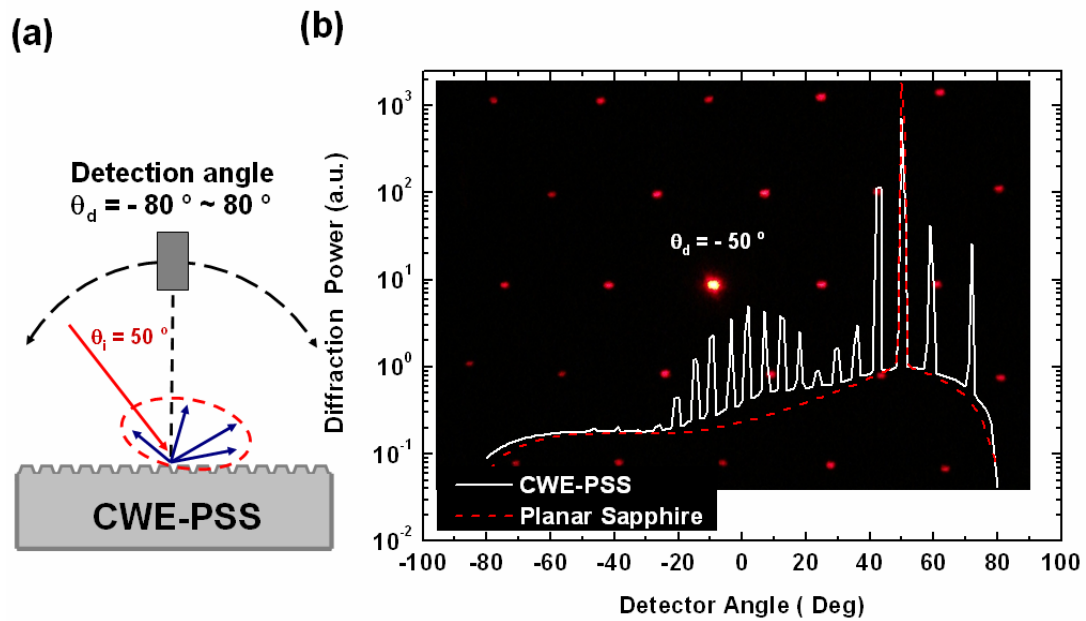 (a)
Detection angle
θd = - 80 ° ~ 80 °
θi = 50 °
CWE-PSS
(b)
Diffraction Power (a.u.)
10³
10²
10¹
10⁰
10⁻¹
10⁻²
θd = - 50 °
CWE-PSS
Planar Sapphire
-100 -80 -60 -40 -20 0 20 40 60 80 100
Detector Angle ( Deg)